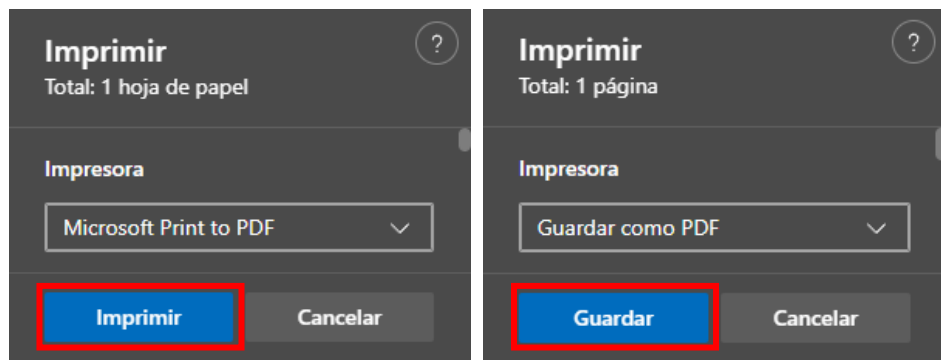 Imprimir
?
Total: 1 hoja de papel
Impresora
Microsoft Print to PDF
Imprimir
Cancelar
Imprimir
?
Total: 1 página
Impresora
Guardar como PDF
Guardar
Cancelar